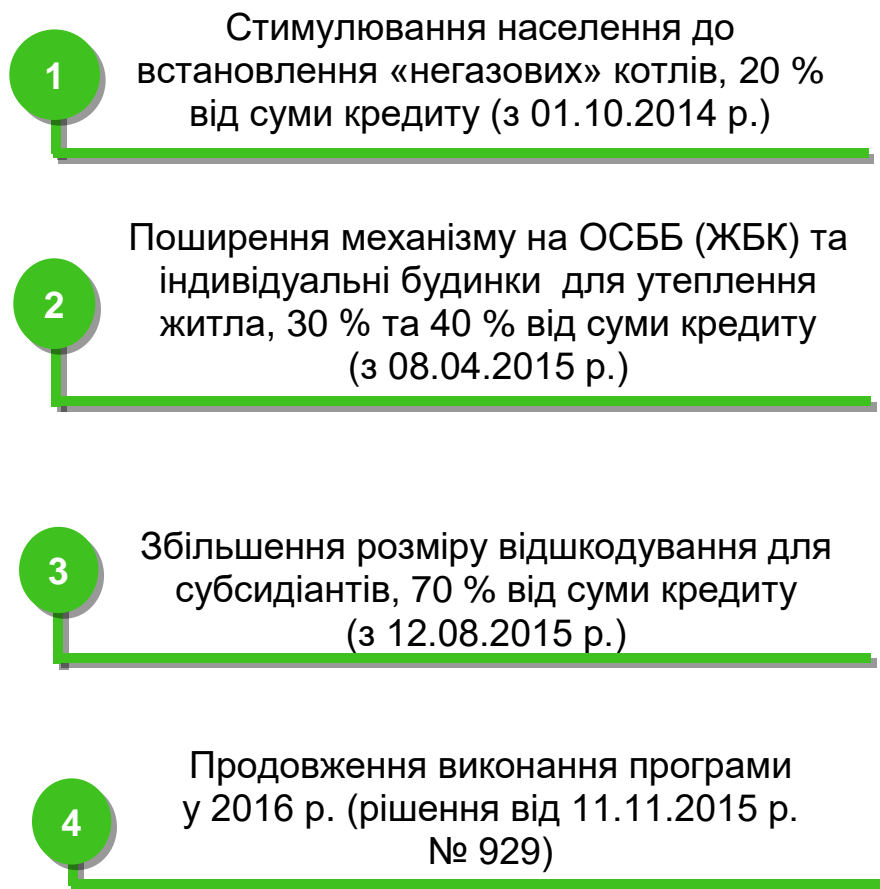 1
Стимулювання населення до
встановлення «негазових» котлів, 20 %
від суми кредиту (з 01.10.2014 р.)
2
Поширення механізму на ОСББ (ЖБК) та
індивідуальні будинки для утеплення
житла, 30 % та 40 % від суми кредиту
(з 08.04.2015 р.)
3
Збільшення розміру відшкодування для
субсидіантів, 70 % від суми кредиту
(з 12.08.2015 р.)
4
Продовження виконання програми
у 2016 р. (рішення від 11.11.2015 р.
№ 929)